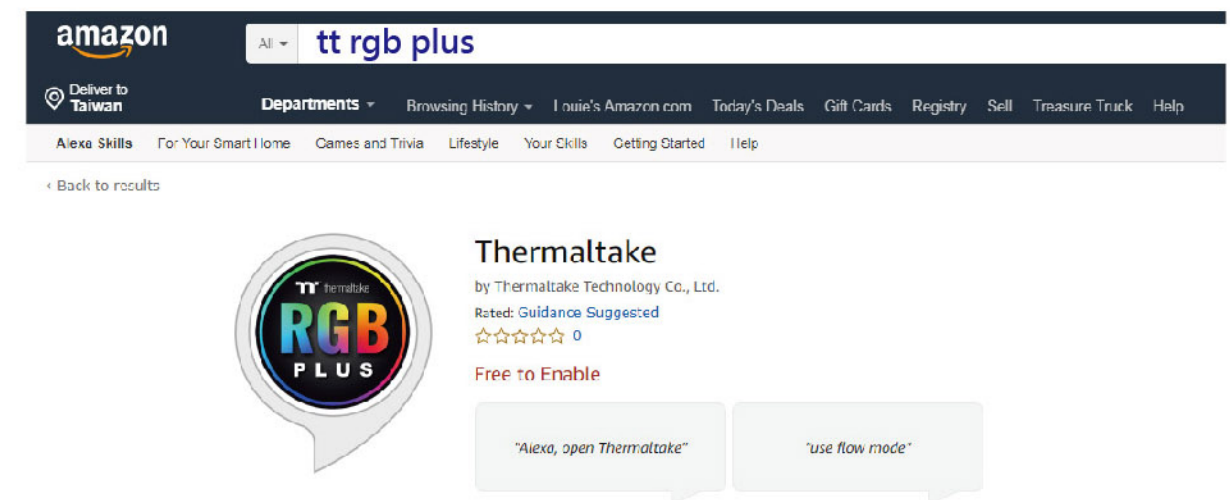 amazon
All tt rgb plus
Deliver to
Taiwan
Departments Browsing History Louie's Amazon.com Today's Deals Gift Cards Registry Sell Treasure Truck Help
Alexa Skills For Your Smart Home Games and Trivia Lifestyle Your Skills Getting Started Help
‹ Back to results
Thermaltake
by Thermaltake Technology Co., Ltd.
Rated: Guidance Suggested
0
Free to Enable
"Alexa, open Thermaltake" "use flow mode"
thermaltake
RGB
PLUS